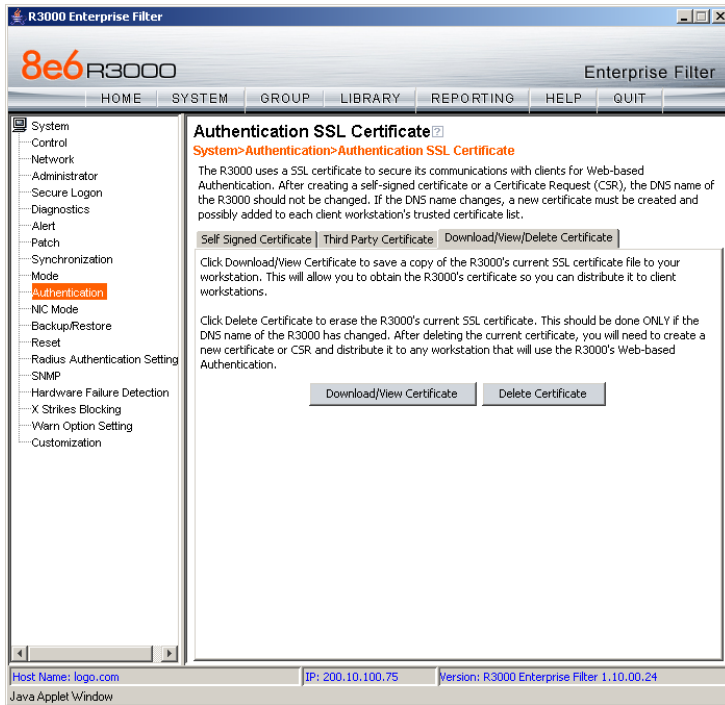 R3000 Enterprise Filter
8e6 R3000
Enterprise Filter
HOME SYSTEM GROUP LIBRARY REPORTING HELP QUIT
System
Control
Network
Administrator
Secure Logon
Diagnostics
Alert
Patch
Synchronization
Mode
Authentication
NIC Mode
Backup/Restore
Reset
Radius Authentication Setting
SNMP
Hardware Failure Detection
X Strikes Blocking
Warn Option Setting
Customization
Authentication SSL Certificate?
System>Authentication>Authentication SSL Certificate
The R3000 uses a SSL certificate to secure its communications with clients for Web-based
Authentication. After creating a self-signed certificate or a Certificate Request (CSR), the DNS name of
the R3000 should not be changed. If the DNS name changes, a new certificate must be created and
possibly added to each client workstation's trusted certificate list.
Self Signed Certificate Third Party Certificate Download/View/Delete Certificate
Click Download/View Certificate to save a copy of the R3000's current SSL certificate file to your
workstation. This will allow you to obtain the R3000's certificate so you can distribute it to client
workstations.
Click Delete Certificate to erase the R3000's current SSL certificate. This should be done ONLY if the
DNS name of the R3000 has changed. After deleting the current certificate, you will need to create a
new certificate or CSR and distribute it to any workstation that will use the R3000's Web-based
Authentication.
Download/View Certificate Delete Certificate
Host Name: logo.com IP: 200.10.100.75 Version: R3000 Enterprise Filter 1.10.00.24
Java Applet Window